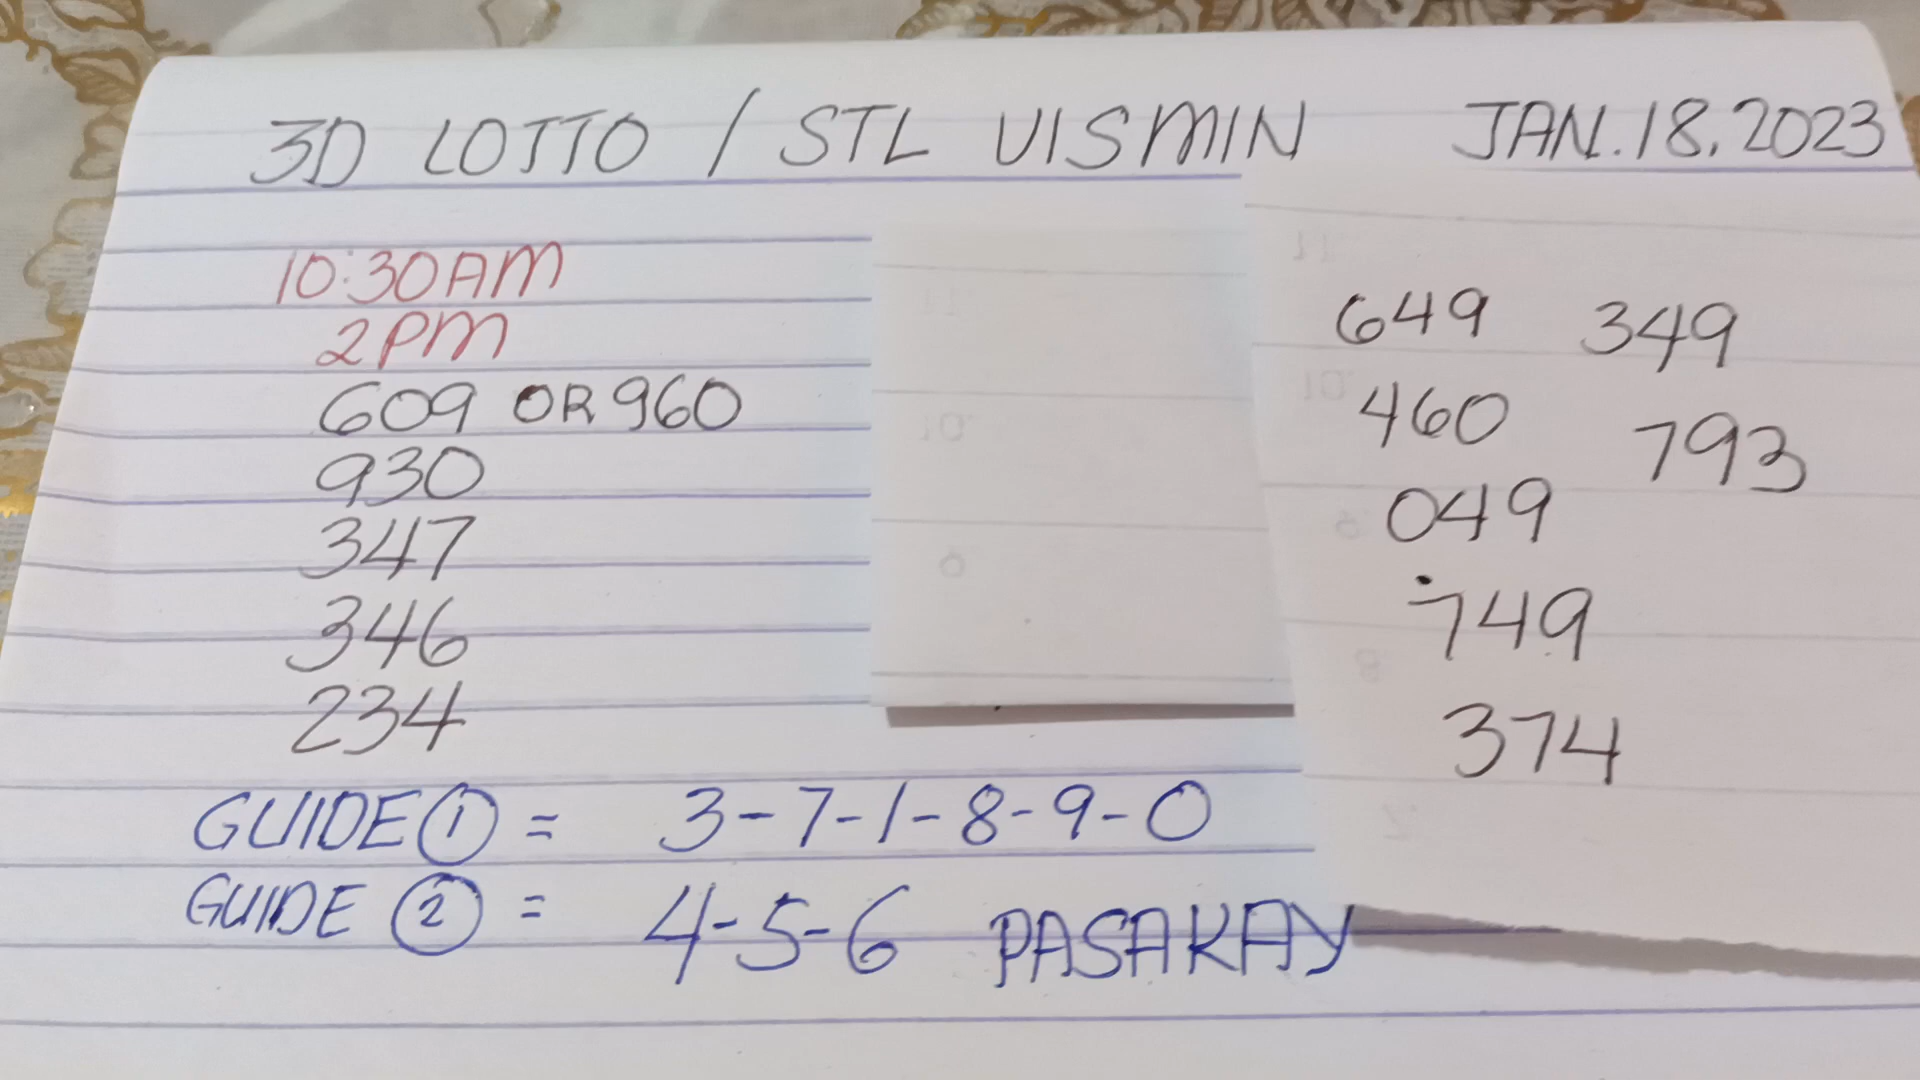 3D LOTTO / STL VISMIN JAN.18.2023
10:30AM
2PM
609 OR 960
930
347
346
234
649 349
460 793
049
749
374
GUIDE 1 = 3-7-1-8-9-0
GUIDE 2 = 4-5-6 PASAKAY